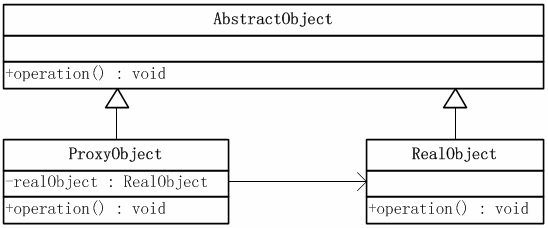 AbstractObject
+operation() : void
ProxyObject
-realObject : RealObject
+operation() : void
RealObject
+operation() : void